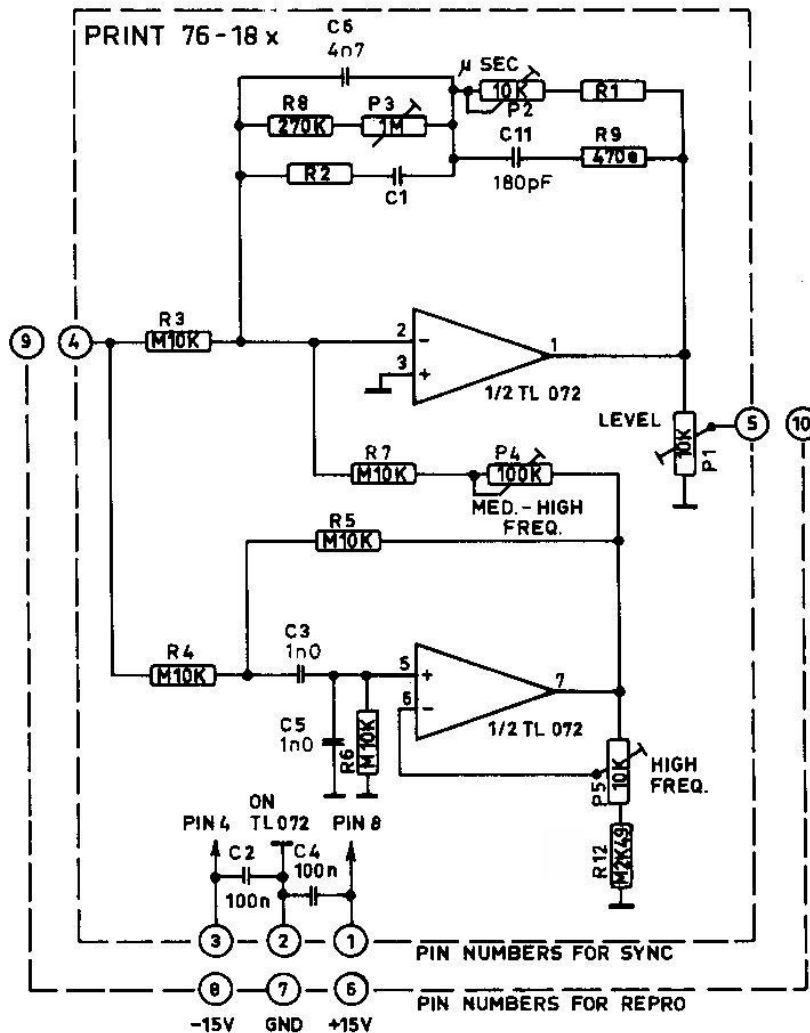 PRINT 76-18x
C6
4n7
µ SEC
10K
P2
R1
R8
270K
P3
1M
C11
180pF
R9
470e
R2
C1
9
4
R3
M10K
2
-
3
+
1
1/2 TL 072
LEVEL
10K
P1
5
10
R7
M10K
P4
100K
MED.-HIGH
FREQ.
R5
M10K
R4
M10K
C3
1n0
C5
1n0
R6
M10K
5
+
6
-
7
1/2 TL 072
P5
10K
HIGH
FREQ.
R12
M2K49
PIN 4
ON
TL072
PIN 8
C2
100n
C4
100n
3
2
1
PIN NUMBERS FOR SYNC
8
7
6
PIN NUMBERS FOR REPRO
-15V
GND
+15V